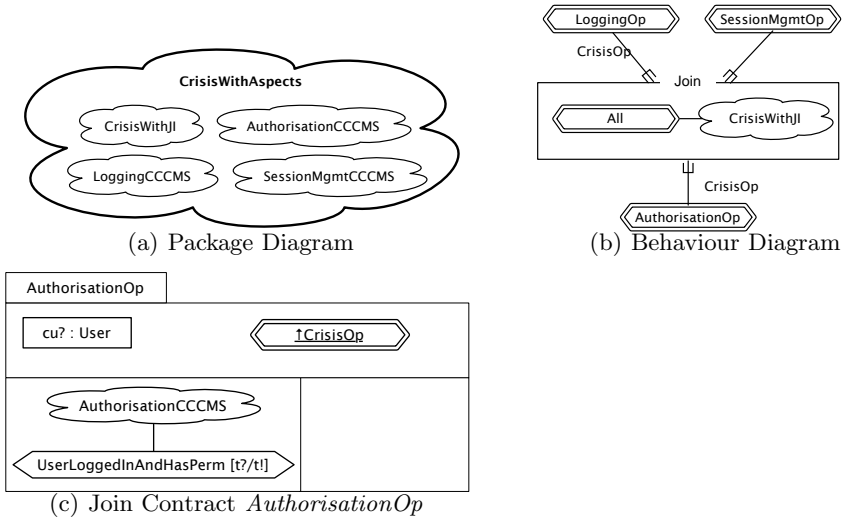 CrisisWithAspects
CrisisWithJI
AuthorisationCCCMS
LoggingCCCMS
SessionMgmtCCCMS
(a) Package Diagram
LoggingOp
SessionMgmtOp
CrisisOp
Join
All
CrisisWithJI
CrisisOp
AuthorisationOp
(b) Behaviour Diagram
AuthorisationOp
cu? : User
↑CrisisOp
AuthorisationCCCMS
UserLoggedInAndHasPerm [t?/t!]
(c) Join Contract AuthorisationOp